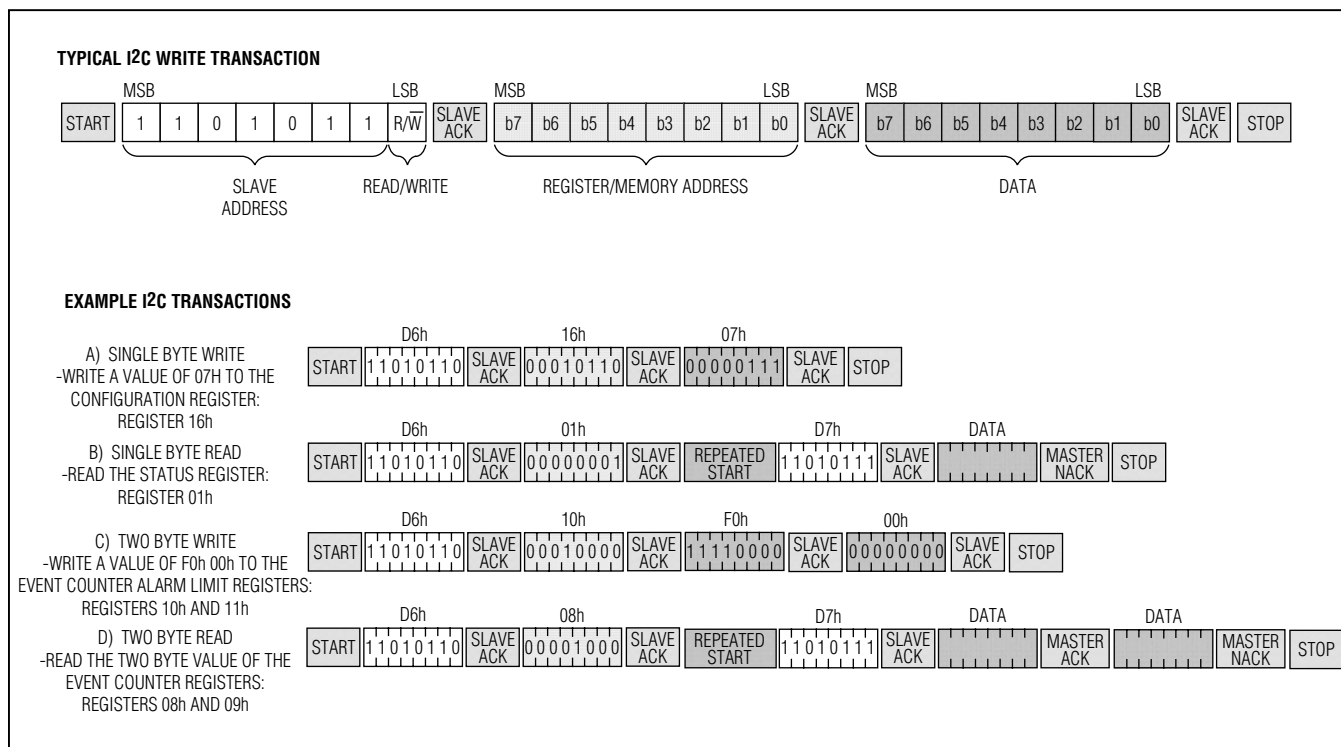 TYPICAL I2C WRITE TRANSACTION
MSB LSB MSB LSB MSB LSB
START 1 1 0 1 0 1 1 R/W̅ SLAVE ACK b7 b6 b5 b4 b3 b2 b1 b0 SLAVE ACK b7 b6 b5 b4 b3 b2 b1 b0 SLAVE ACK STOP
SLAVE ADDRESS READ/WRITE REGISTER/MEMORY ADDRESS DATA
EXAMPLE I2C TRANSACTIONS
D6h 16h 07h
A) SINGLE BYTE WRITE
-WRITE A VALUE OF 07H TO THE
CONFIGURATION REGISTER:
REGISTER 16h
START 11010110 SLAVE ACK 00010110 SLAVE ACK 00000111 SLAVE ACK STOP
D6h 01h D7h DATA
B) SINGLE BYTE READ
-READ THE STATUS REGISTER:
REGISTER 01h
START 11010110 SLAVE ACK 00000001 SLAVE ACK REPEATED START 11010111 SLAVE ACK MASTER NACK STOP
D6h 10h F0h 00h
C) TWO BYTE WRITE
-WRITE A VALUE OF F0h 00h TO THE
EVENT COUNTER ALARM LIMIT REGISTERS:
REGISTERS 10h AND 11h
START 11010110 SLAVE ACK 00010000 SLAVE ACK 11110000 SLAVE ACK 00000000 SLAVE ACK STOP
D6h 08h D7h DATA DATA
D) TWO BYTE READ
-READ THE TWO BYTE VALUE OF THE
EVENT COUNTER REGISTERS:
REGISTERS 08h AND 09h
START 11010110 SLAVE ACK 00001000 SLAVE ACK REPEATED START 11010111 SLAVE ACK MASTER ACK MASTER NACK STOP